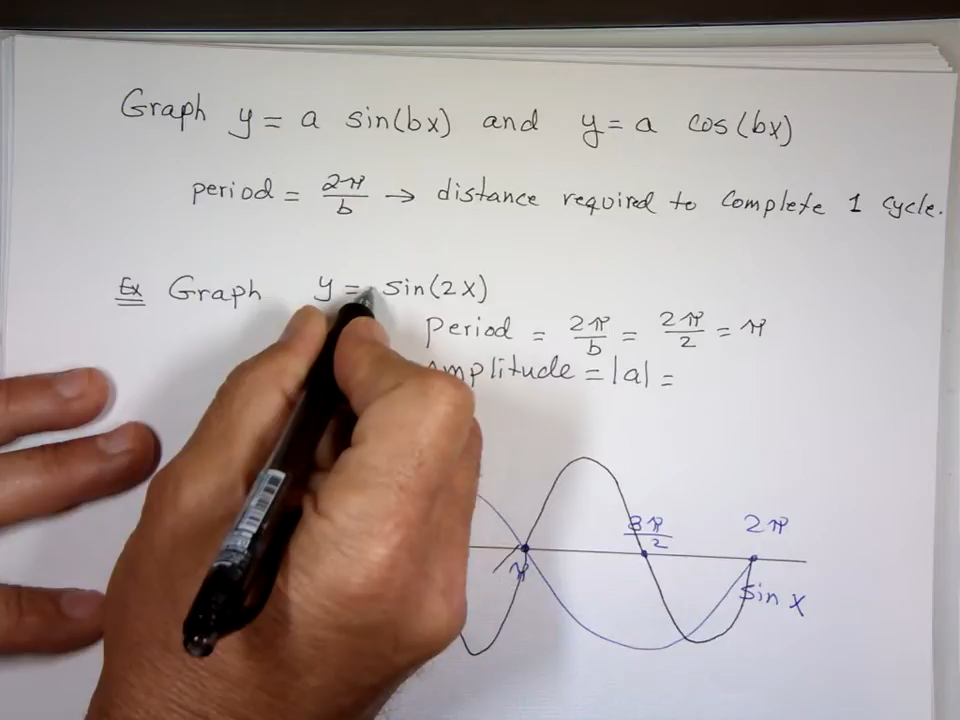 Graph y = a sin(bx) and y = a cos(bx)
period = 2π/b → distance required to complete 1 cycle.
Ex Graph y = sin(2x)
Period = 2π/b = 2π/2 = π
mplitude = |a| =
3π/2 2π
π
sin x